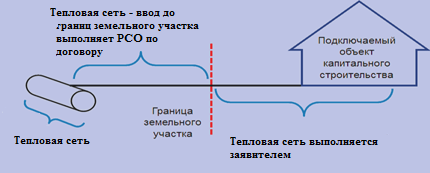 Тепловая сеть - ввод до
границ земельного участка
выполняет РСО по
договору
Подключаемый
объект
капитального
строительства
Граница
земельного
участка
Тепловая сеть
Тепловая сеть выполняется
заявителем